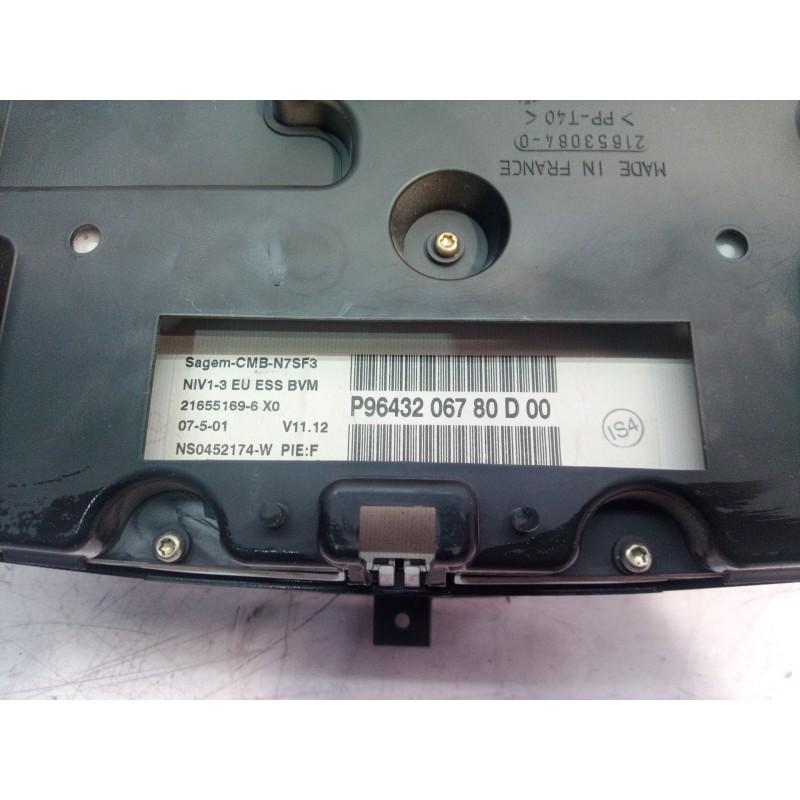 MADE IN FRANCE
21653084-0
> PP-T40 <
Sagem-CMB-N7SF3
NIV1-3 EU ESS BVM
21655169-6 X0
07-5-01 V11.12
NS0452174-W PIE:F
P96432 067 80 D 00
IS4